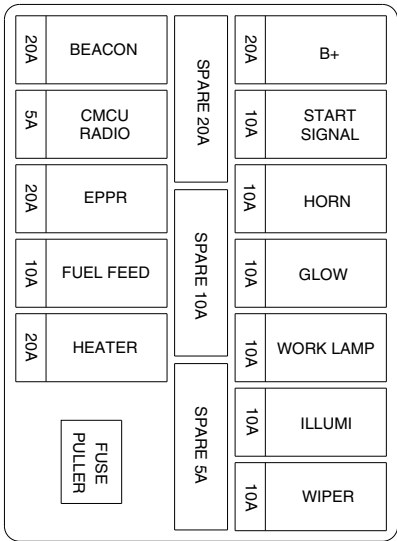 20A
BEACON
5A
CMCU
RADIO
20A
EPPR
10A
FUEL FEED
20A
HEATER
FUSE
PULLER
SPARE 20A
SPARE 10A
SPARE 5A
20A
B+
10A
START
SIGNAL
10A
HORN
10A
GLOW
10A
WORK LAMP
10A
ILLUMI
10A
WIPER